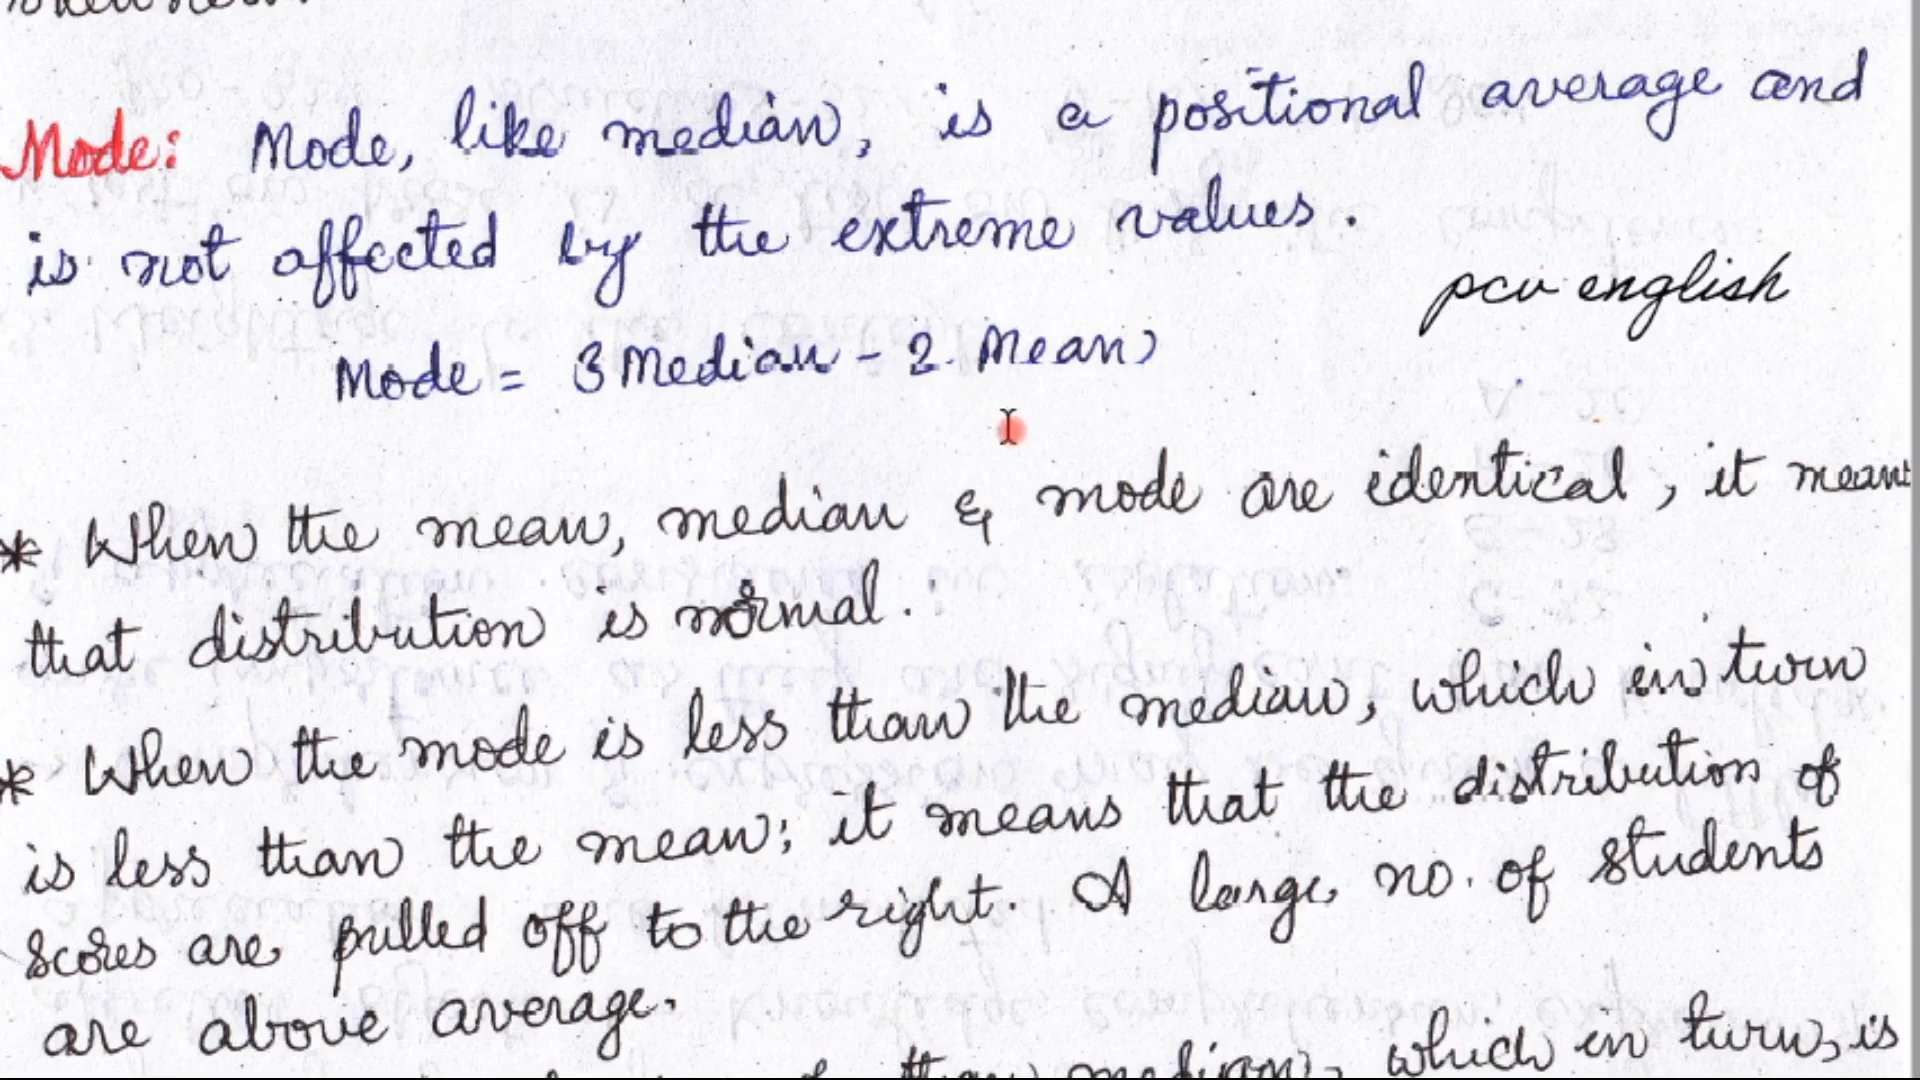 Mode: Mode, like median, is a positional average and
is not affected by the extreme values.
pcv english
Mode = 3 Median - 2 Mean
* When the mean, median & mode are identical, it means
that distribution is normal.
* When the mode is less than the median, which in turn
is less than the mean; it means that the distribution of
scores are pulled off to the right. A large no. of students
are above average.
than median, which in turn, is